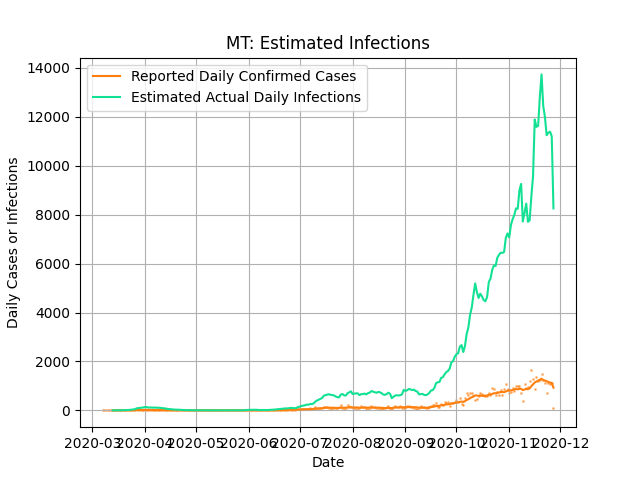 MT: Estimated Infections
Reported Daily Confirmed Cases
Estimated Actual Daily Infections
14000
12000
10000
8000
6000
4000
2000
0
Daily Cases or Infections
2020-03 2020-04 2020-05 2020-06 2020-07 2020-08 2020-09 2020-10 2020-11 2020-12
Date